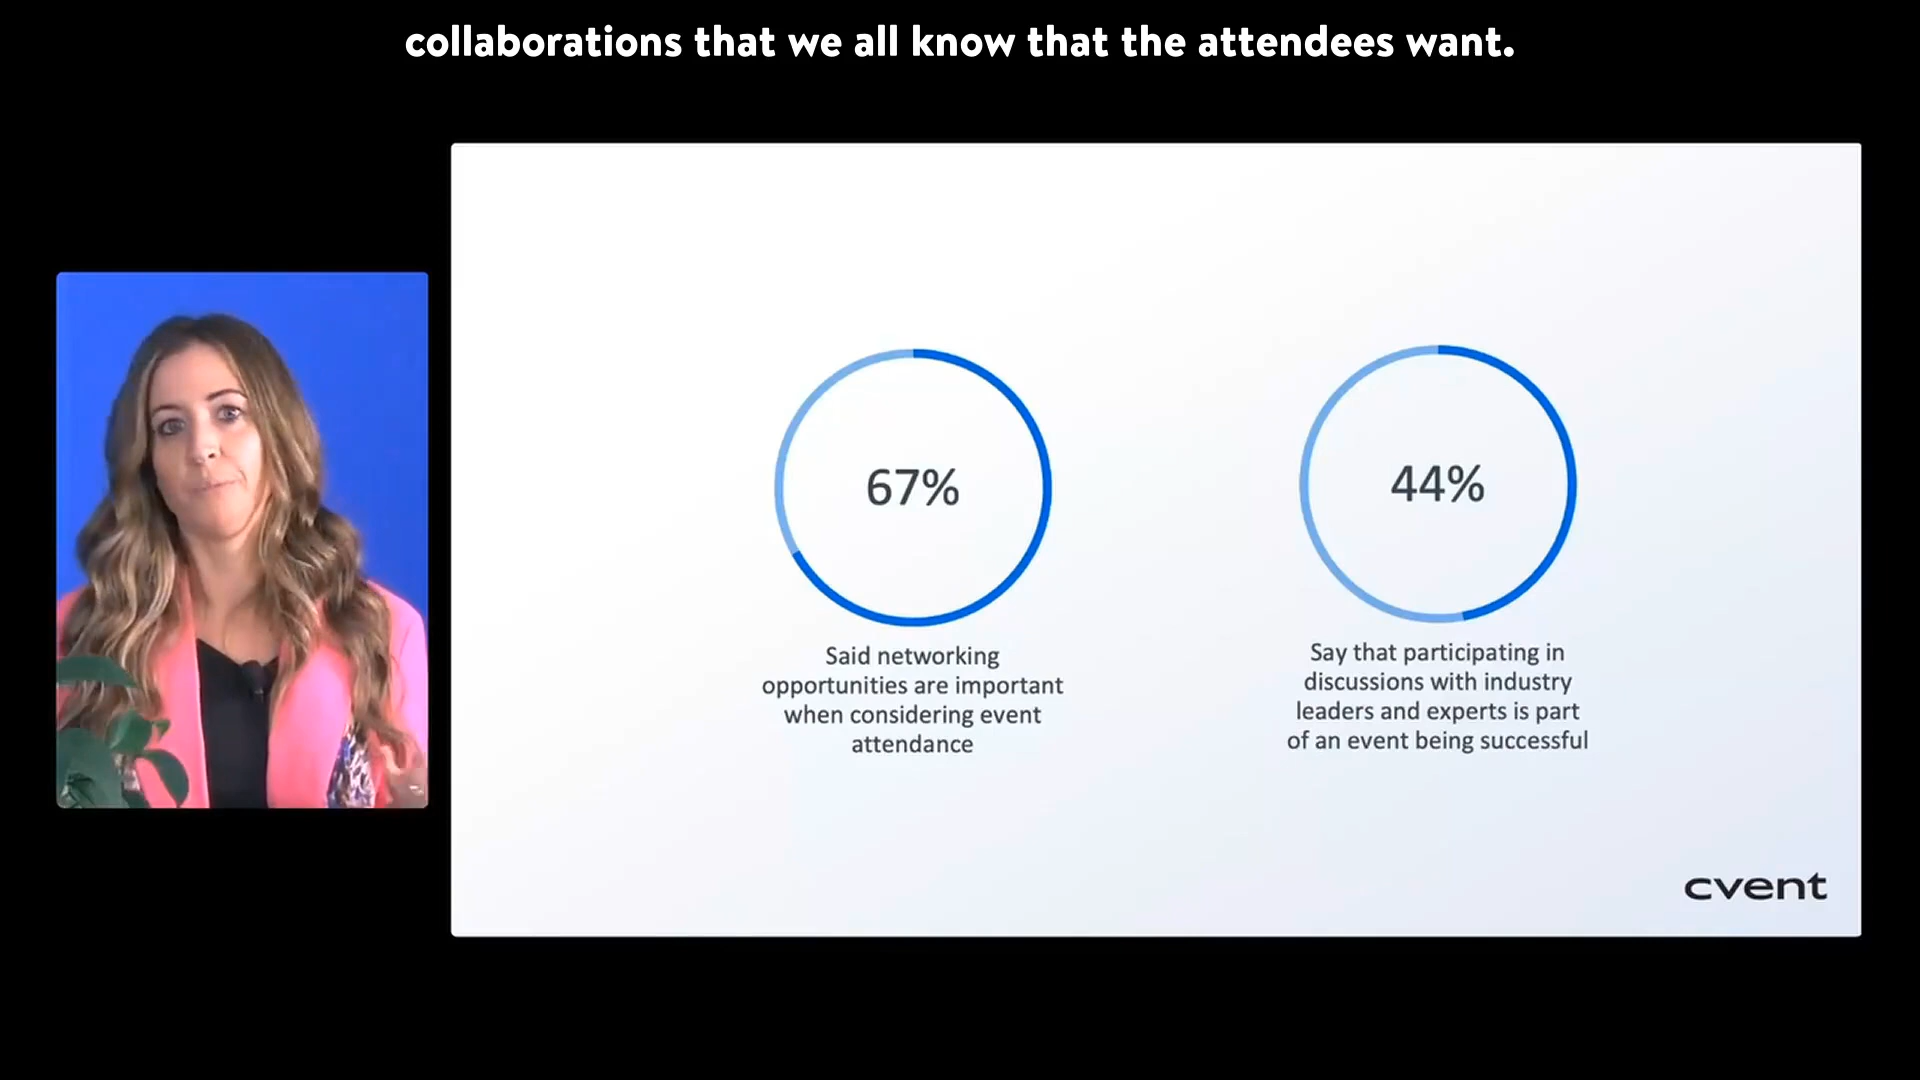 collaborations that we all know that the attendees want.
67%
Said networking
opportunities are important
when considering event
attendance
44%
Say that participating in
discussions with industry
leaders and experts is part
of an event being successful
cvent